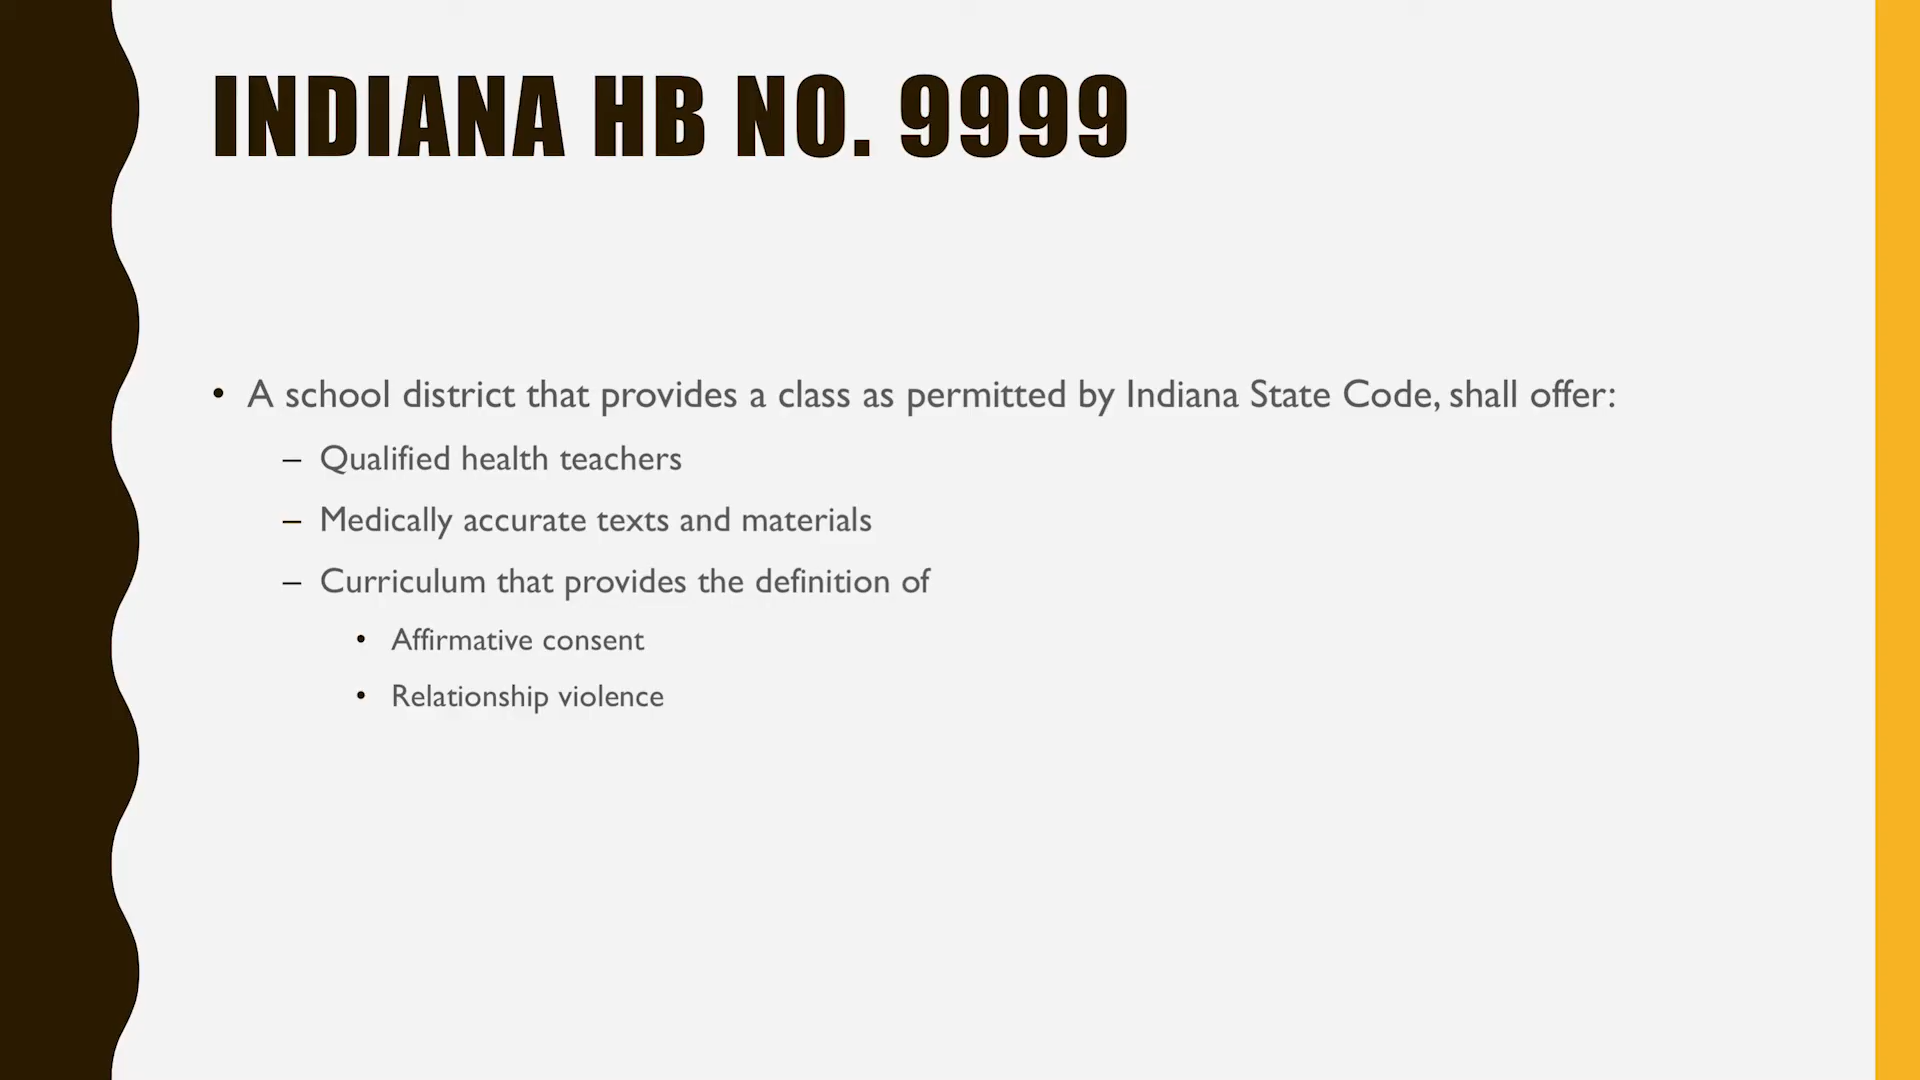 INDIANA HB NO. 9999
• A school district that provides a class as permitted by Indiana State Code, shall offer:
– Qualified health teachers
– Medically accurate texts and materials
– Curriculum that provides the definition of
• Affirmative consent
• Relationship violence